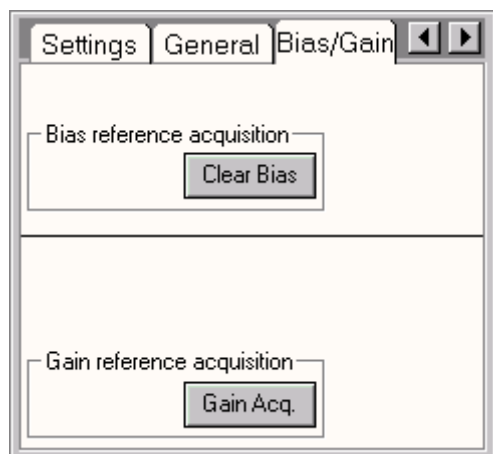 Settings General Bias/Gain
Bias reference acquisition
Clear Bias
Gain reference acquisition
Gain Acq.